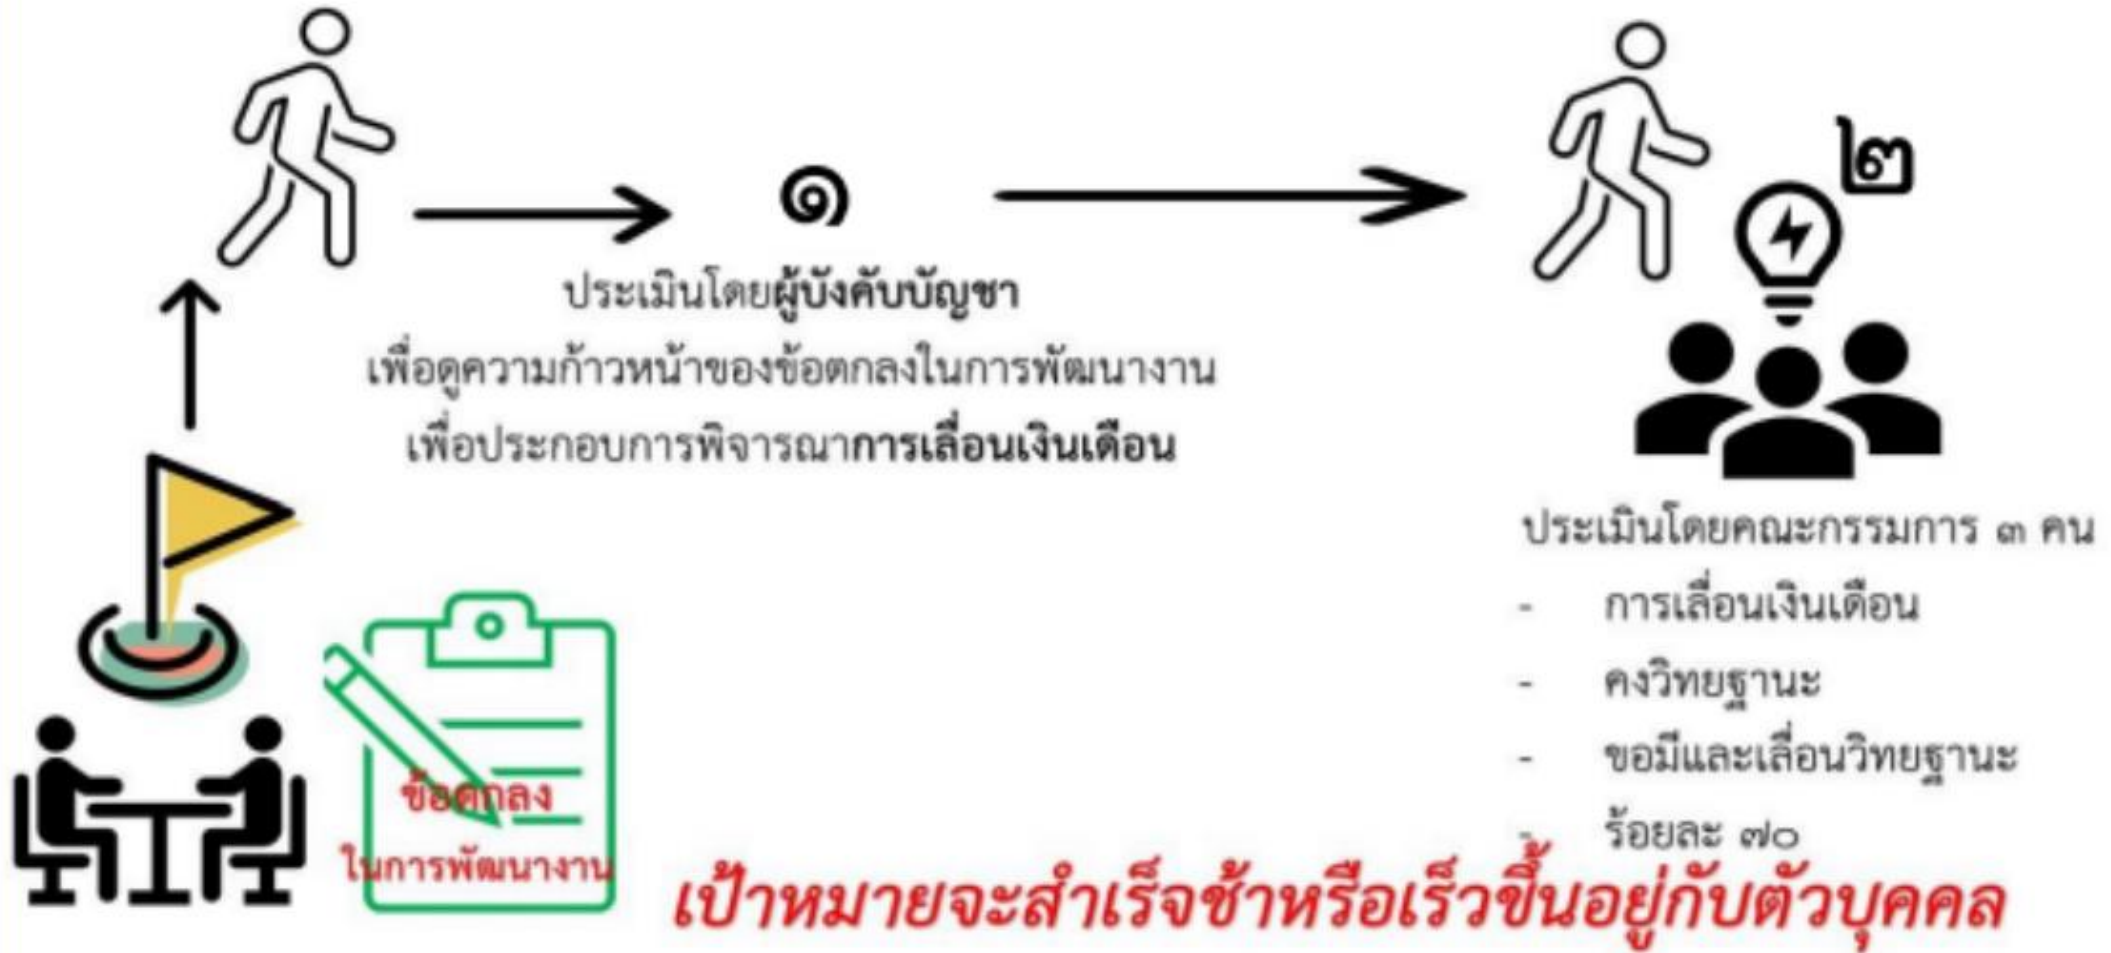 ๑
ประเมินโดยผู้บังคับบัญชา
เพื่อดูความก้าวหน้าของข้อตกลงในการพัฒนางาน
เพื่อประกอบการพิจารณาการเลื่อนเงินเดือน
๒
ประเมินโดยคณะกรรมการ ๓ คน
- การเลื่อนเงินเดือน
- คงวิทยฐานะ
- ขอมีและเลื่อนวิทยฐานะ
- ร้อยละ ๗๐
ข้อตกลง
ในการพัฒนางาน
เป้าหมายจะสำเร็จช้าหรือเร็วขึ้นอยู่กับตัวบุคคล